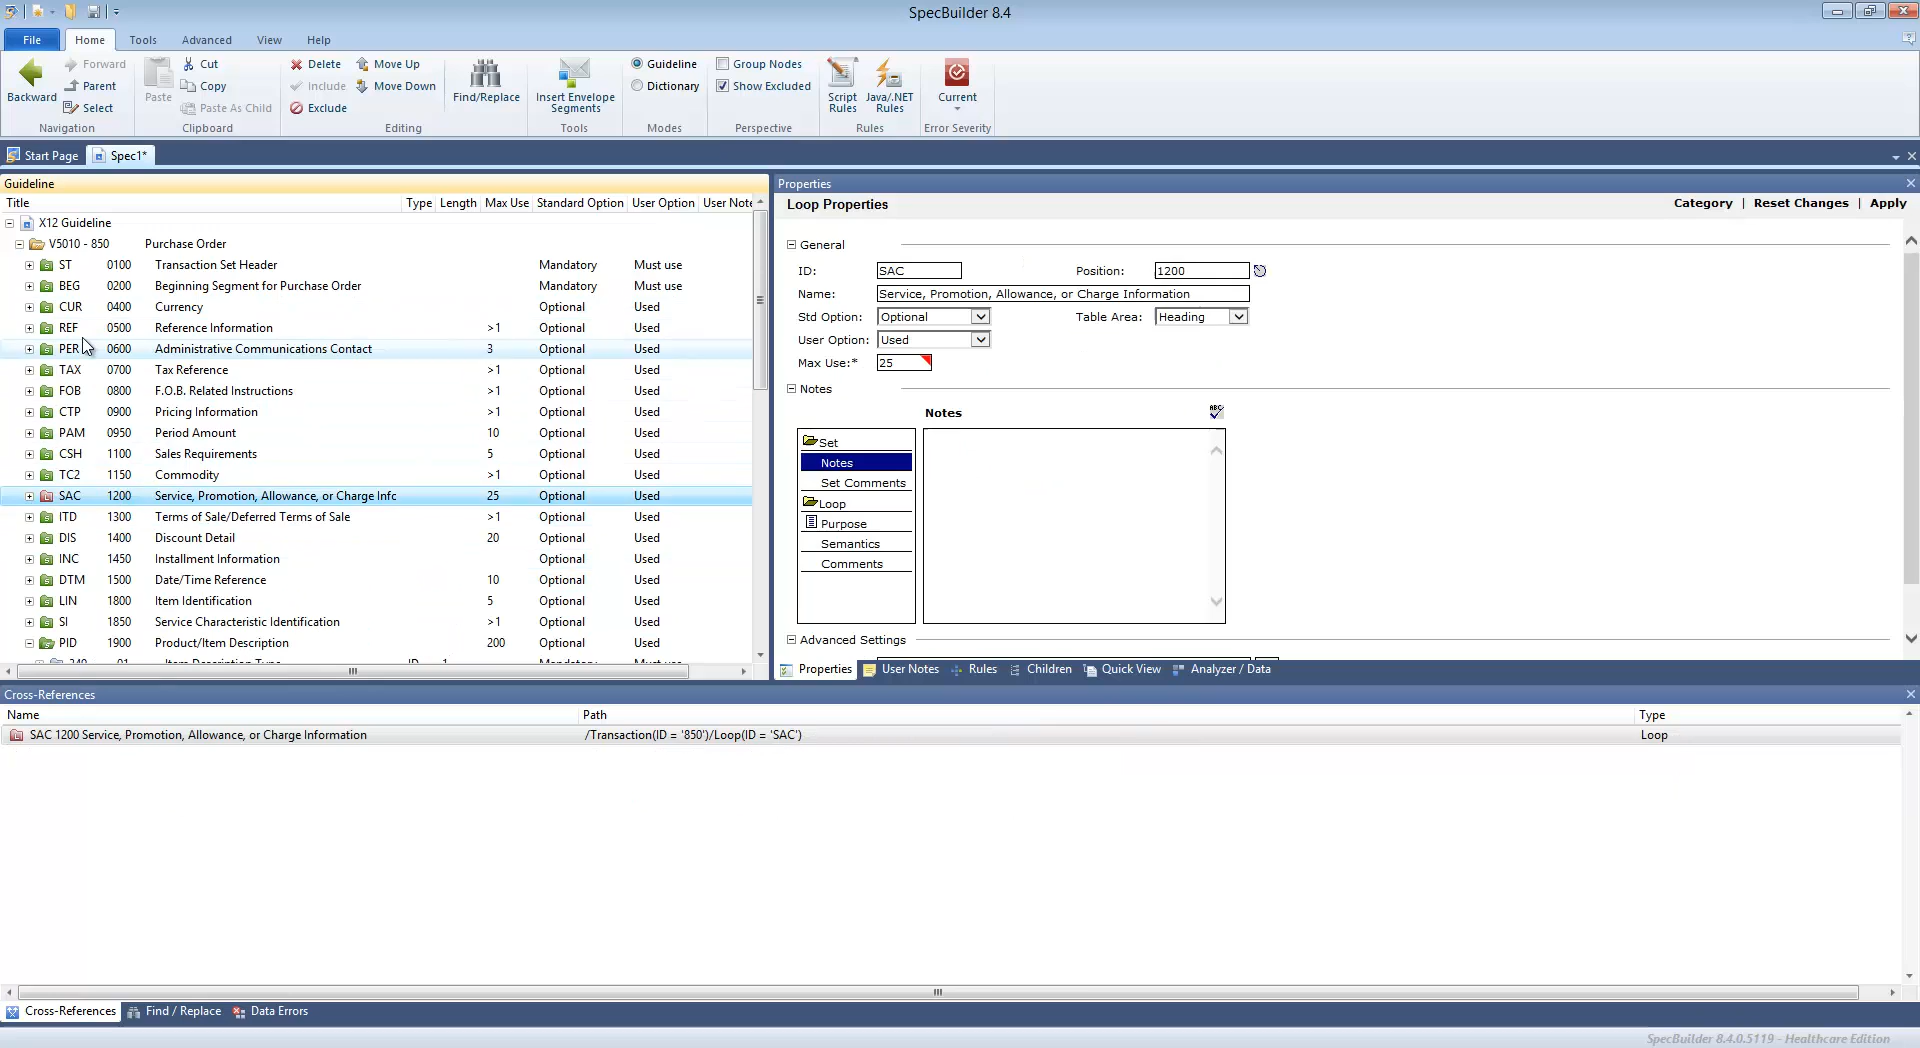 SpecBuilder 8.4
File Home Tools Advanced View Help
Backward Forward Parent Select Navigation
Paste Cut Copy Paste As Child Clipboard
Delete Include Exclude Move Up Move Down Editing
Find/Replace
Insert Envelope Segments Tools
Guideline Dictionary Modes
Group Nodes Show Excluded Perspective
Script Rules Java/.NET Rules Rules
Current Error Severity
Start Page Spec1*
Guideline
Title Type Length Max Use Standard Option User Option User Note
X12 Guideline
V5010 - 850 Purchase Order
ST 0100 Transaction Set Header Mandatory Must use
BEG 0200 Beginning Segment for Purchase Order Mandatory Must use
CUR 0400 Currency Optional Used
REF 0500 Reference Information >1 Optional Used
PER 0600 Administrative Communications Contact 3 Optional Used
TAX 0700 Tax Reference >1 Optional Used
FOB 0800 F.O.B. Related Instructions >1 Optional Used
CTP 0900 Pricing Information >1 Optional Used
PAM 0950 Period Amount 10 Optional Used
CSH 1100 Sales Requirements 5 Optional Used
TC2 1150 Commodity >1 Optional Used
SAC 1200 Service, Promotion, Allowance, or Charge Infc 25 Optional Used
ITD 1300 Terms of Sale/Deferred Terms of Sale >1 Optional Used
DIS 1400 Discount Detail 20 Optional Used
INC 1450 Installment Information Optional Used
DTM 1500 Date/Time Reference 10 Optional Used
LIN 1800 Item Identification 5 Optional Used
SI 1850 Service Characteristic Identification >1 Optional Used
PID 1900 Product/Item Description 200 Optional Used
349 01 Item Description Type ID 1 Mandatory Must use
Properties
Loop Properties Category | Reset Changes | Apply
General
ID: SAC Position: 1200
Name: Service, Promotion, Allowance, or Charge Information
Std Option: Optional Table Area: Heading
User Option: Used
Max Use:* 25
Notes
Notes ABC
Set
Notes
Set Comments
Loop
Purpose
Semantics
Comments
Advanced Settings
Properties User Notes Rules Children Quick View Analyzer / Data
Cross-References
Name Path Type
SAC 1200 Service, Promotion, Allowance, or Charge Information /Transaction(ID = '850')/Loop(ID = 'SAC') Loop
Cross-References Find / Replace Data Errors
SpecBuilder 8.4.0.5119 - Healthcare Edition